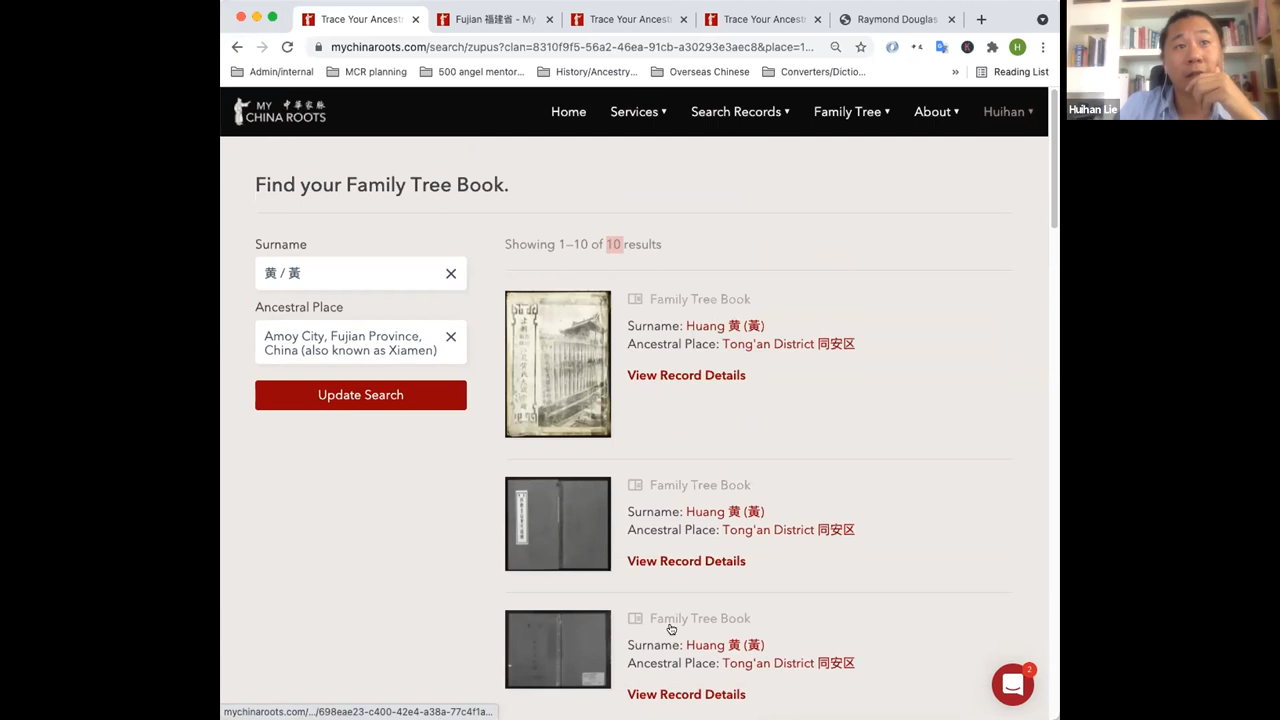 Trace Your Ancest
Fujian 福建省 - My
Trace Your Ancest
Trace Your Ancest
Raymond Douglas
mychinaroots.com/search/zupus?clan=8310f9f5-56a2-46ea-91cb-a30293e3aec8&place=1...
Admin/internal
MCR planning
500 angel mentor...
History/Ancestry...
Overseas Chinese
Converters/Dictio...
»
Reading List
Huihan Lie
MY 中華家脉
CHINA ROOTS
Home
Services
Search Records
Family Tree
About
Huihan
Find your Family Tree Book.
Surname
黄 / 黃
Ancestral Place
Amoy City, Fujian Province,
China (also known as Xiamen)
Update Search
Showing 1–10 of 10 results
Family Tree Book
Surname: Huang 黄 (黃)
Ancestral Place: Tong'an District 同安区
View Record Details
Family Tree Book
Surname: Huang 黄 (黃)
Ancestral Place: Tong'an District 同安区
View Record Details
Family Tree Book
Surname: Huang 黄 (黃)
Ancestral Place: Tong'an District 同安区
View Record Details
2
mychinaroots.com/.../698eae23-c400-42e4-a38a-77c4f1a...